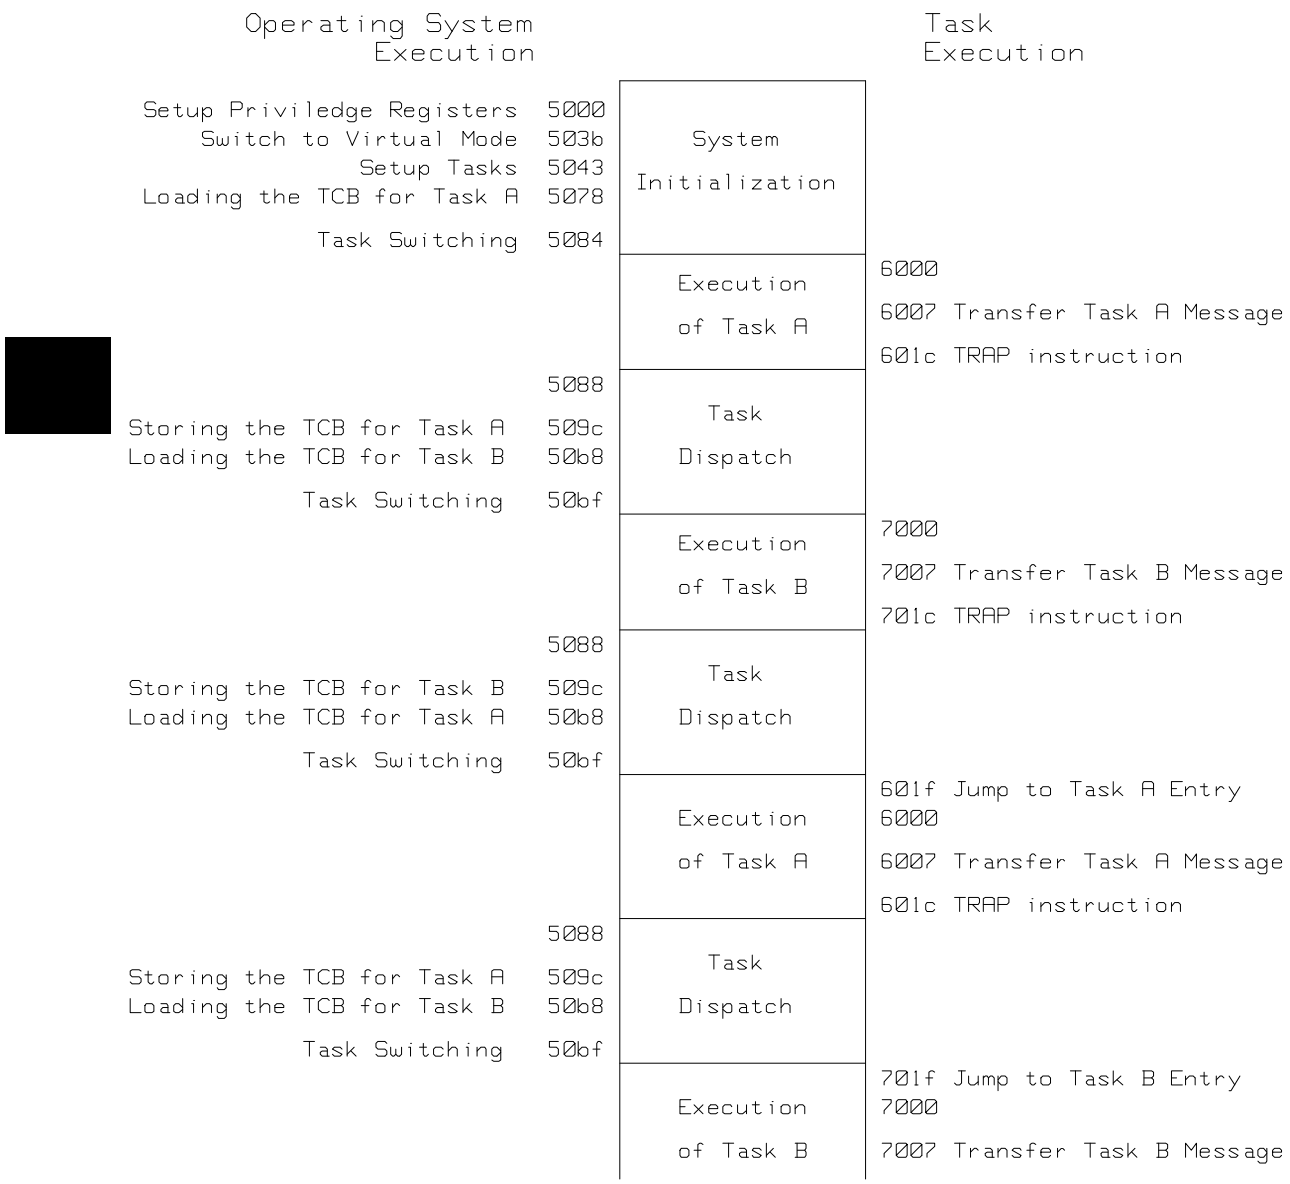 Operating System
Execution
Task
Execution
Setup Priviledge Registers 5000
Switch to Virtual Mode 503b
Setup Tasks 5043
Loading the TCB for Task A 5078
Task Switching 5084
System
Initialization
Execution
of Task A
6000
6007 Transfer Task A Message
601c TRAP instruction
5088
Storing the TCB for Task A 509c
Loading the TCB for Task B 50b8
Task Switching 50bf
Task
Dispatch
Execution
of Task B
7000
7007 Transfer Task B Message
701c TRAP instruction
5088
Storing the TCB for Task B 509c
Loading the TCB for Task A 50b8
Task Switching 50bf
Task
Dispatch
Execution
of Task A
601f Jump to Task A Entry
6000
6007 Transfer Task A Message
601c TRAP instruction
5088
Storing the TCB for Task A 509c
Loading the TCB for Task B 50b8
Task Switching 50bf
Task
Dispatch
Execution
of Task B
701f Jump to Task B Entry
7000
7007 Transfer Task B Message